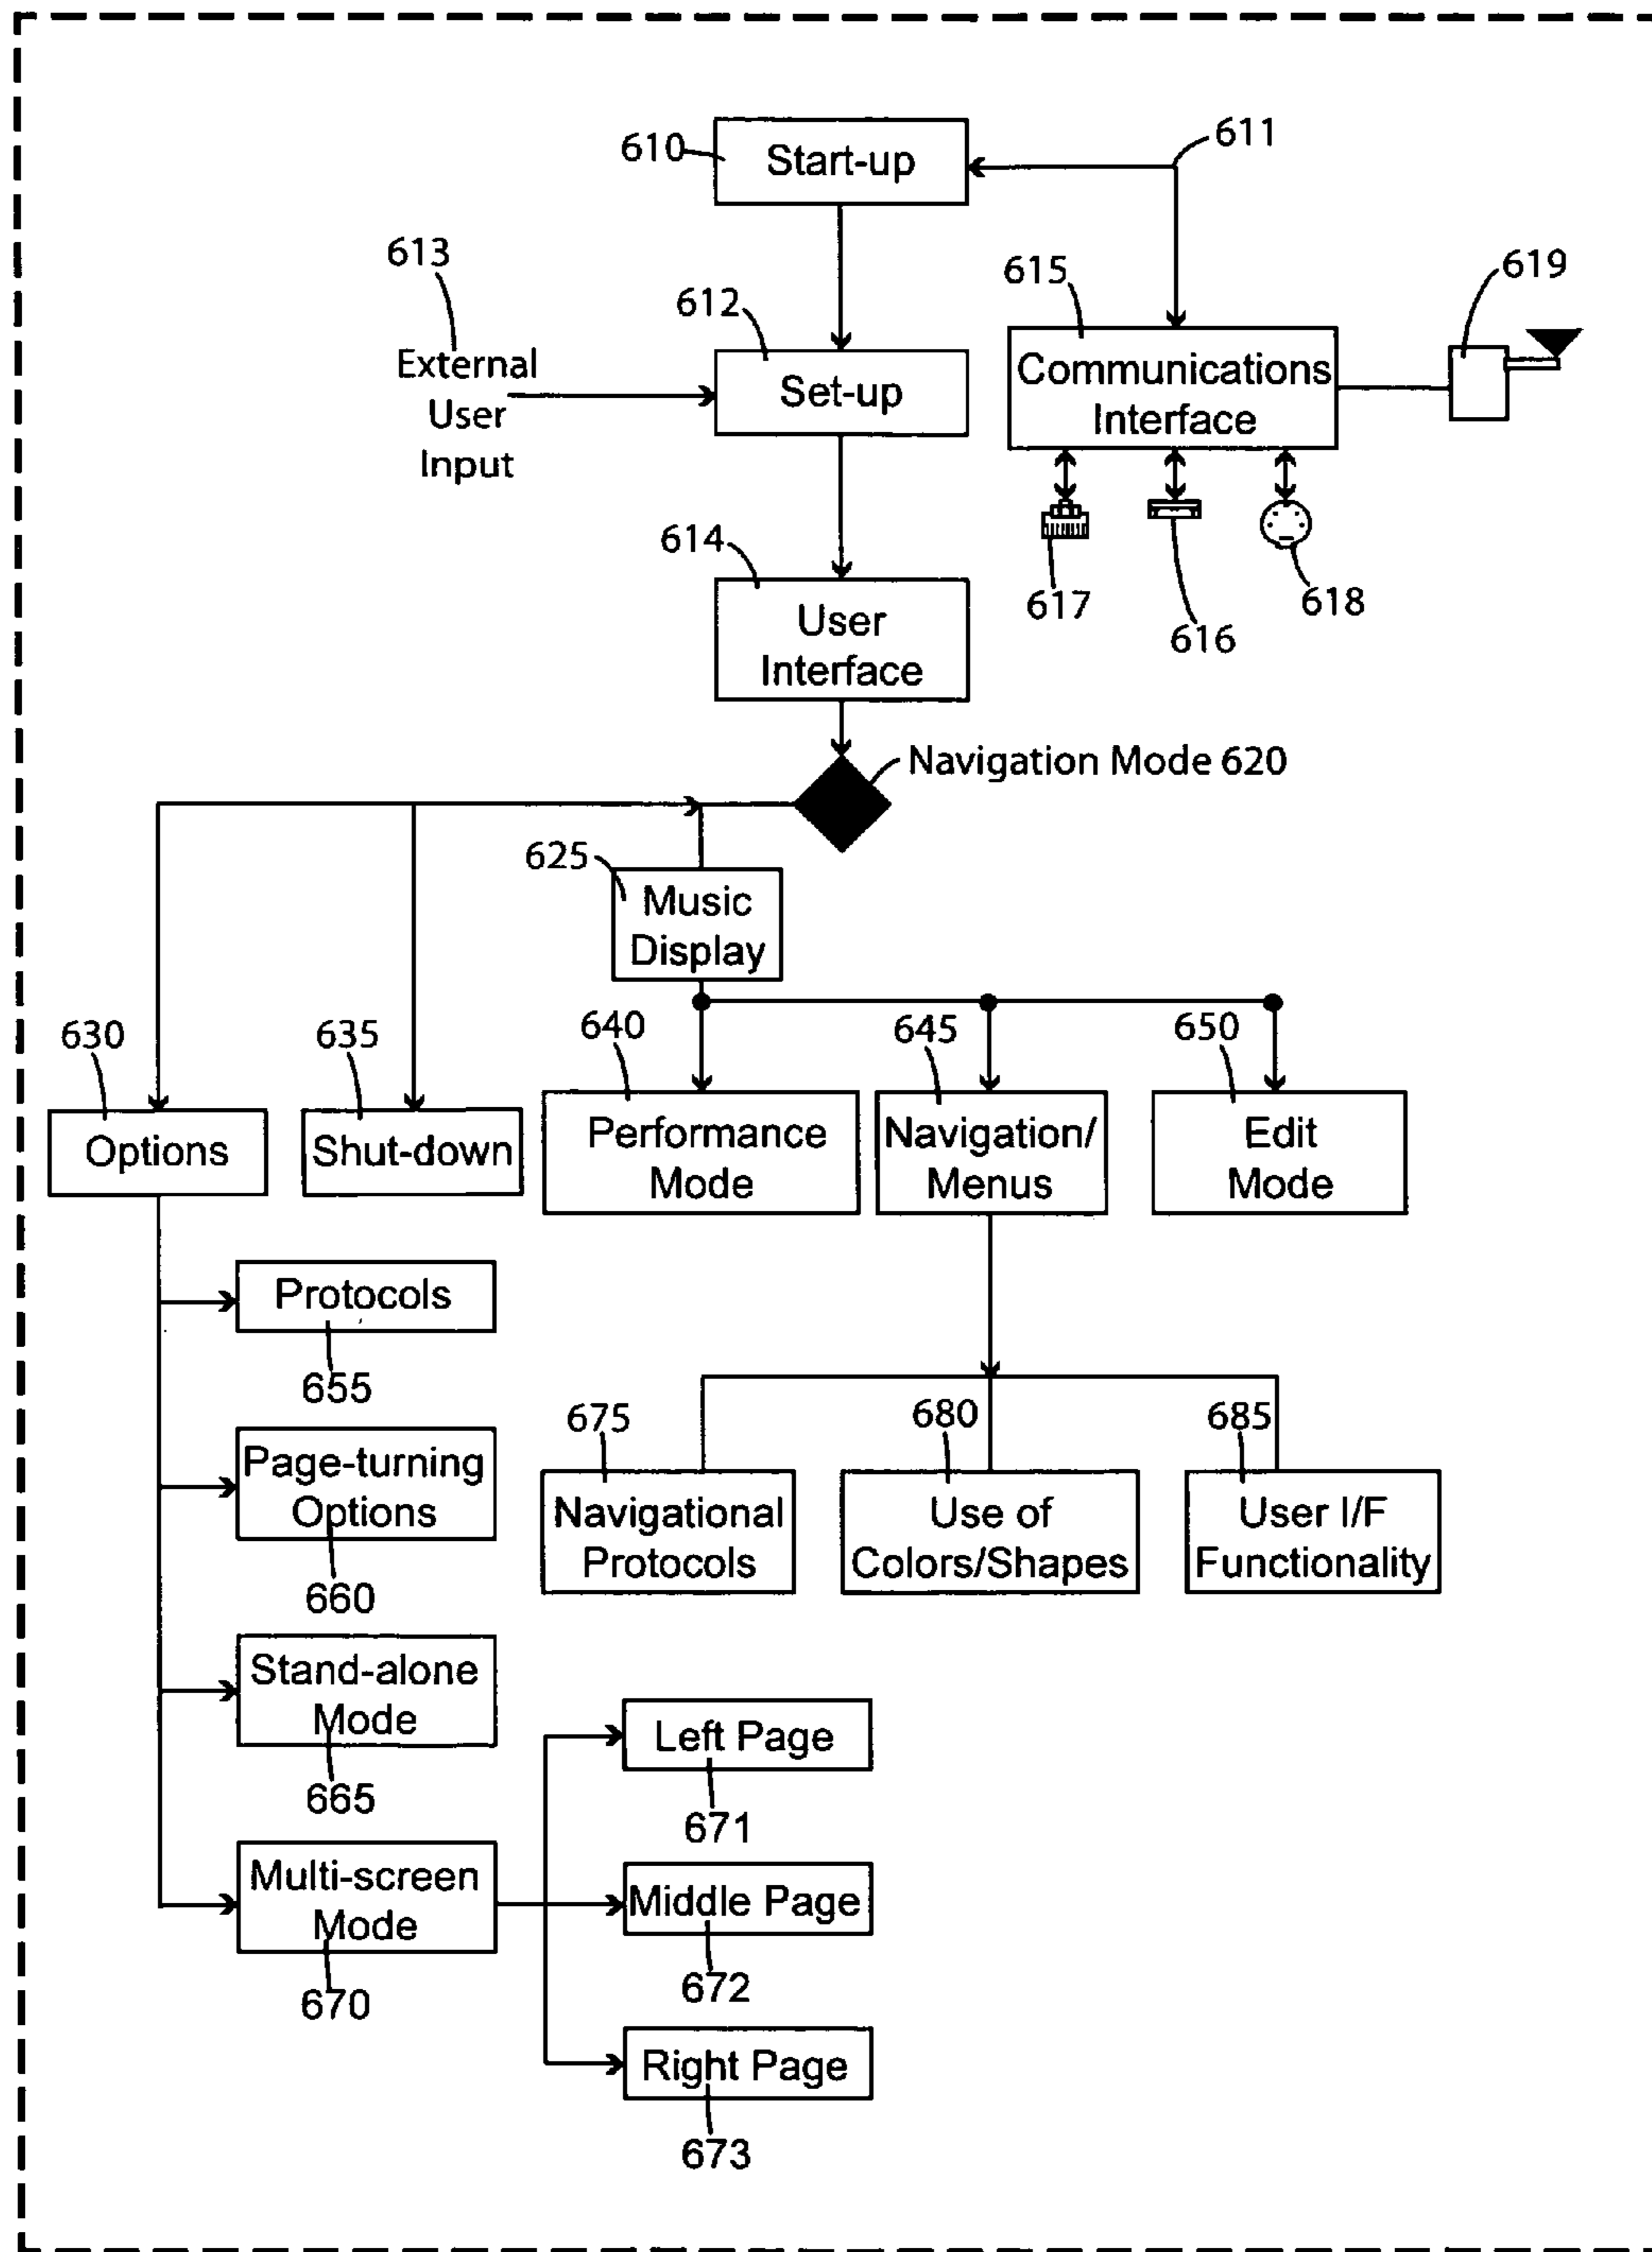 610
Start-up
611
613
612
615
619
External
User
Input
Set-up
Communications
Interface
614
617
616
618
User
Interface
Navigation Mode 620
625
Music
Display
630
635
640
645
650
Options
Shut-down
Performance
Mode
Navigation/
Menus
Edit
Mode
Protocols
655
675
680
685
Page-turning
Options
660
Navigational
Protocols
Use of
Colors/Shapes
User I/F
Functionality
Stand-alone
Mode
665
Left Page
671
Multi-screen
Mode
670
Middle Page
672
Right Page
673